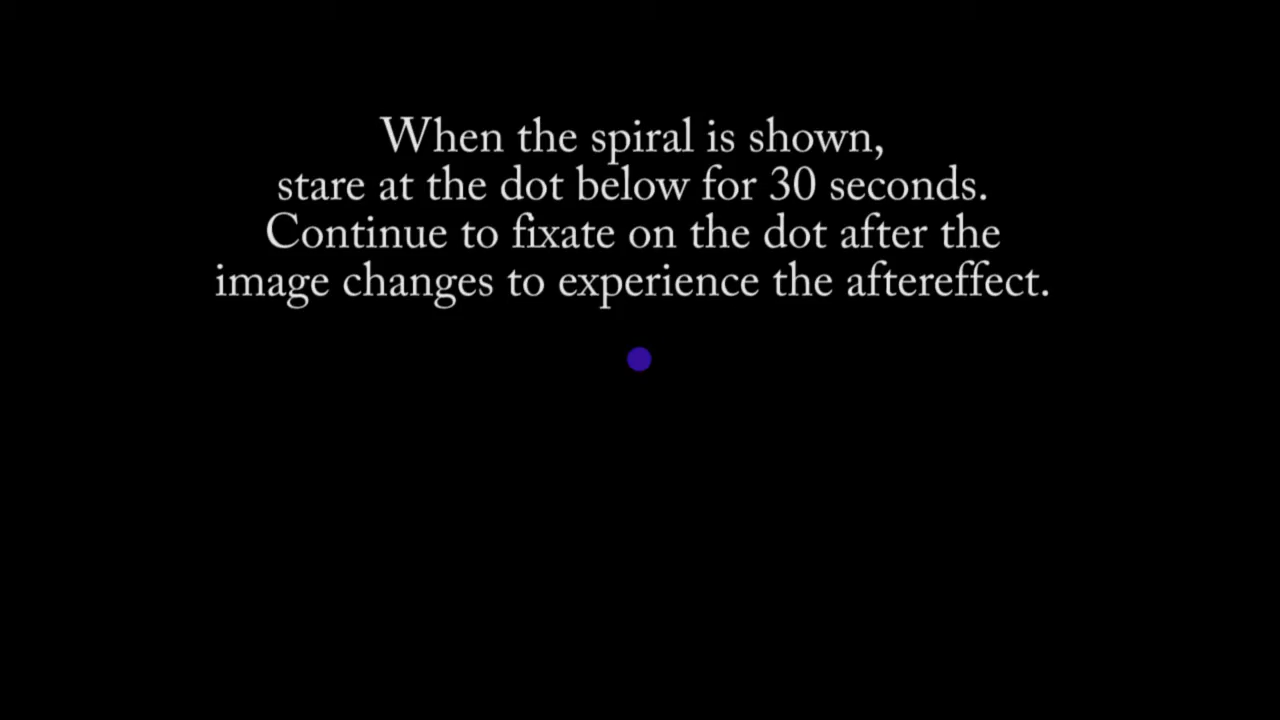 When the spiral is shown,
stare at the dot below for 30 seconds.
Continue to fixate on the dot after the
image changes to experience the aftereffect.